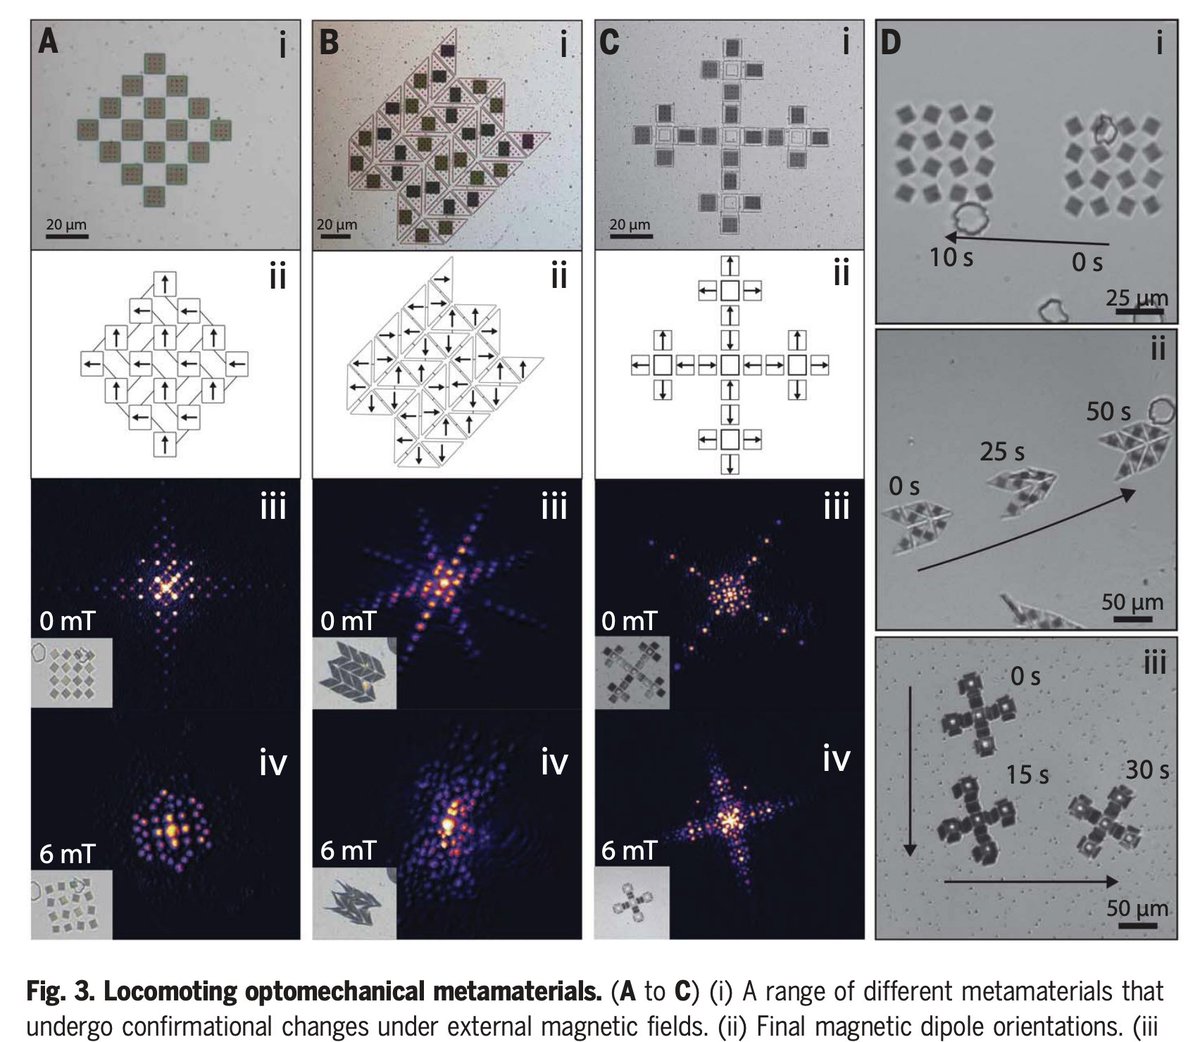 A
i
20 μm
B
i
20 μm
C
i
20 μm
D
i
10 s
0 s
25 μm
ii
ii
ii
ii
50 s
25 s
0 s
50 μm
iii
0 mT
iii
0 mT
iii
0 mT
iii
0 s
15 s
30 s
50 μm
iv
6 mT
iv
6 mT
iv
6 mT
Fig. 3. Locomoting optomechanical metamaterials. (A to C) (i) A range of different metamaterials that
undergo confirmational changes under external magnetic fields. (ii) Final magnetic dipole orientations. (iii